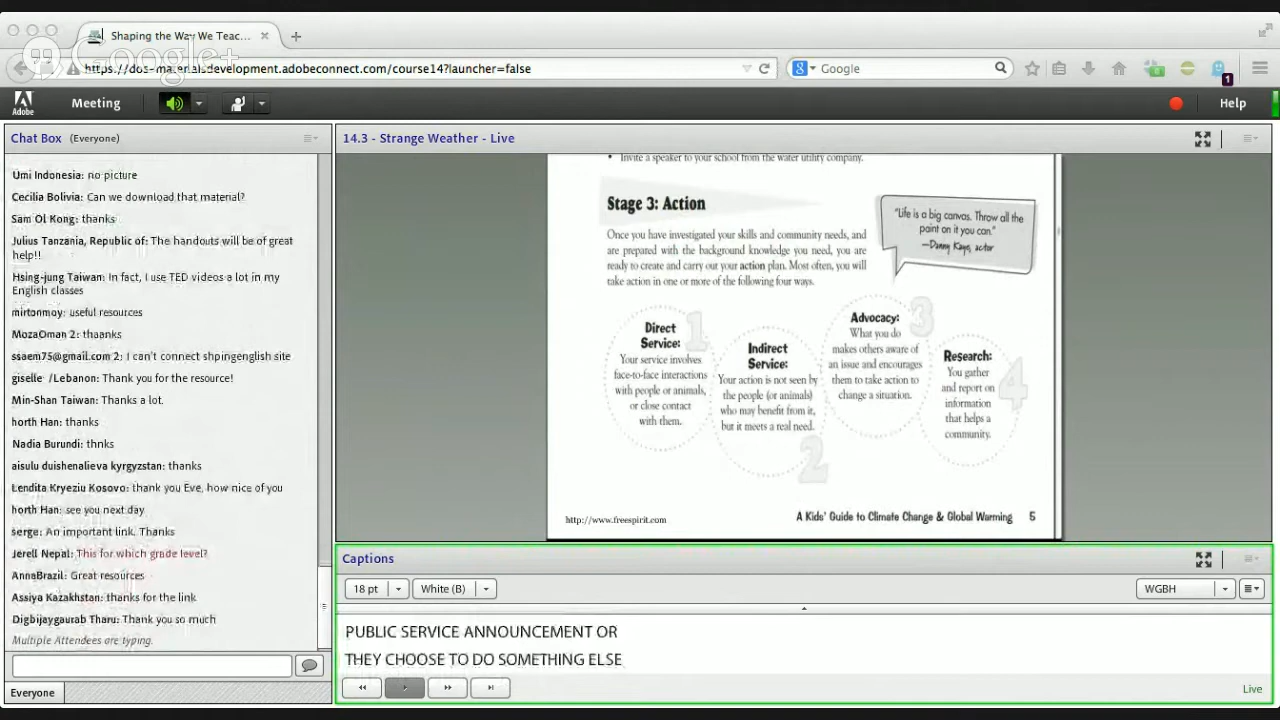 Shaping the Way We Teac...
Google+
https://dos-materialsdevelopment.adobeconnect.com/course14?launcher=false
Google
1
Adobe
Meeting
Help
Chat Box (Everyone)
Umi Indonesia: no picture
Cecilia Bolivia: Can we download that material?
Sam Ol Kong: thanks
Julius Tanzania, Republic of: The handouts will be of great
help!!
Hsing-jung Taiwan: In fact, I use TED videos a lot in my
English classes
mirtonmoy: useful resources
MozaOman 2: thaanks
ssaem75@gmail.com 2: I can't connect shpingenglish site
giselle /Lebanon: Thank you for the resource!
Min-Shan Taiwan: Thanks a lot.
horth Han: thanks
Nadia Burundi: thnks
aisulu duishenalieva kyrgyzstan: thanks
Lendita Kryeziu Kosovo: thank you Eve, how nice of you
horth Han: see you next day
serge: An important link. Thanks
Jerell Nepal: This for which grade level?
AnnaBrazil: Great resources
Assiya Kazakhstan: thanks for the link
Digbijaygaurab Tharu: Thank you so much
Multiple Attendees are typing.
Everyone
14.3 - Strange Weather - Live
• Invite a speaker to your school from the water utility company.
Stage 3: Action
Once you have investigated your skills and community needs, and
are prepared with the background knowledge you need, you are
ready to create and carry out your action plan. Most often, you will
take action in one or more of the following four ways.
"Life is a big canvas. Throw all the
paint on it you can."
—Danny Kaye, actor
1
Direct
Service:
Your service involves
face-to-face interactions
with people or animals,
or close contact
with them.
Indirect
Service:
Your action is not seen by
the people (or animals)
who may benefit from it,
but it meets a real need.
2
3
Advocacy:
What you do
makes others aware of
an issue and encourages
them to take action to
change a situation.
Research:
You gather
and report on
information
that helps a
community.
4
http://www.freespirit.com
A Kids' Guide to Climate Change & Global Warming 5
Captions
18 pt
White (B)
WGBH
PUBLIC SERVICE ANNOUNCEMENT OR
THEY CHOOSE TO DO SOMETHING ELSE
Live